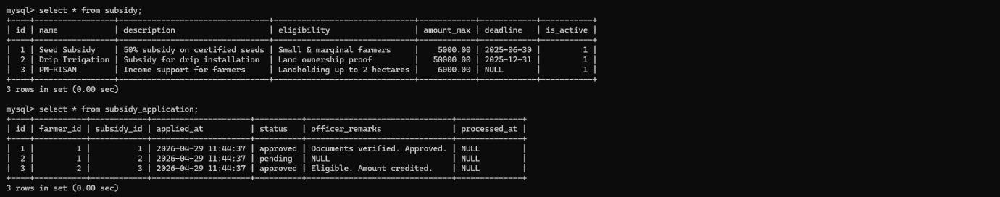 mysql> select * from subsidy;
+----+-----------------+--------------------------+----------------------------+------------+------------+-----------+
| id | name            | description              | eligibility                | amount_max | deadline   | is_active |
+----+-----------------+--------------------------+----------------------------+------------+------------+-----------+
|  1 | Seed Subsidy    | 50% subsidy on certified seeds | Small & marginal farmers     |    5000.00 | 2025-06-30 |         1 |
|  2 | Drip Irrigation | Subsidy for drip installation  | Land ownership proof         |   50000.00 | 2025-12-31 |         1 |
|  3 | PM-KISAN        | Income support for farmers     | Landholding up to 2 hectares |    6000.00 | NULL       |         1 |
+----+-----------------+--------------------------------+------------------------------+------------+------------+-----------+
3 rows in set (0.00 sec)
mysql> select * from subsidy_application;
+----+-----------+------------+---------------------+----------+-------------------------------+--------------+
| id | farmer_id | subsidy_id | applied_at          | status   | officer_remarks               | processed_at |
+----+-----------+------------+---------------------+----------+-------------------------------+--------------+
|  1 |         1 |          1 | 2026-04-29 11:44:37 | approved | Documents verified. Approved. | NULL         |
|  2 |         1 |          2 | 2026-04-29 11:44:37 | pending  | NULL                          | NULL         |
|  3 |         2 |          3 | 2026-04-29 11:44:37 | approved | Eligible. Amount credited.    | NULL         |
+----+-----------+------------+---------------------+----------+-------------------------------+--------------+
3 rows in set (0.00 sec)